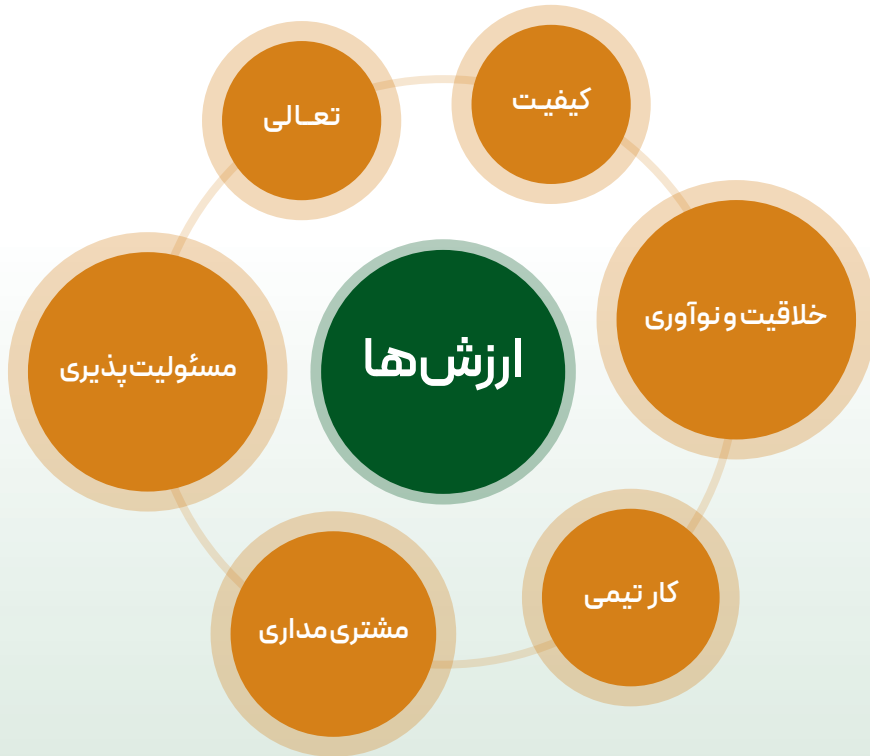 کیفیت
تعالی
خلاقیت و نوآوری
ارزش‌ها
مسئولیت‌پذیری
کار تیمی
مشتری‌مداری